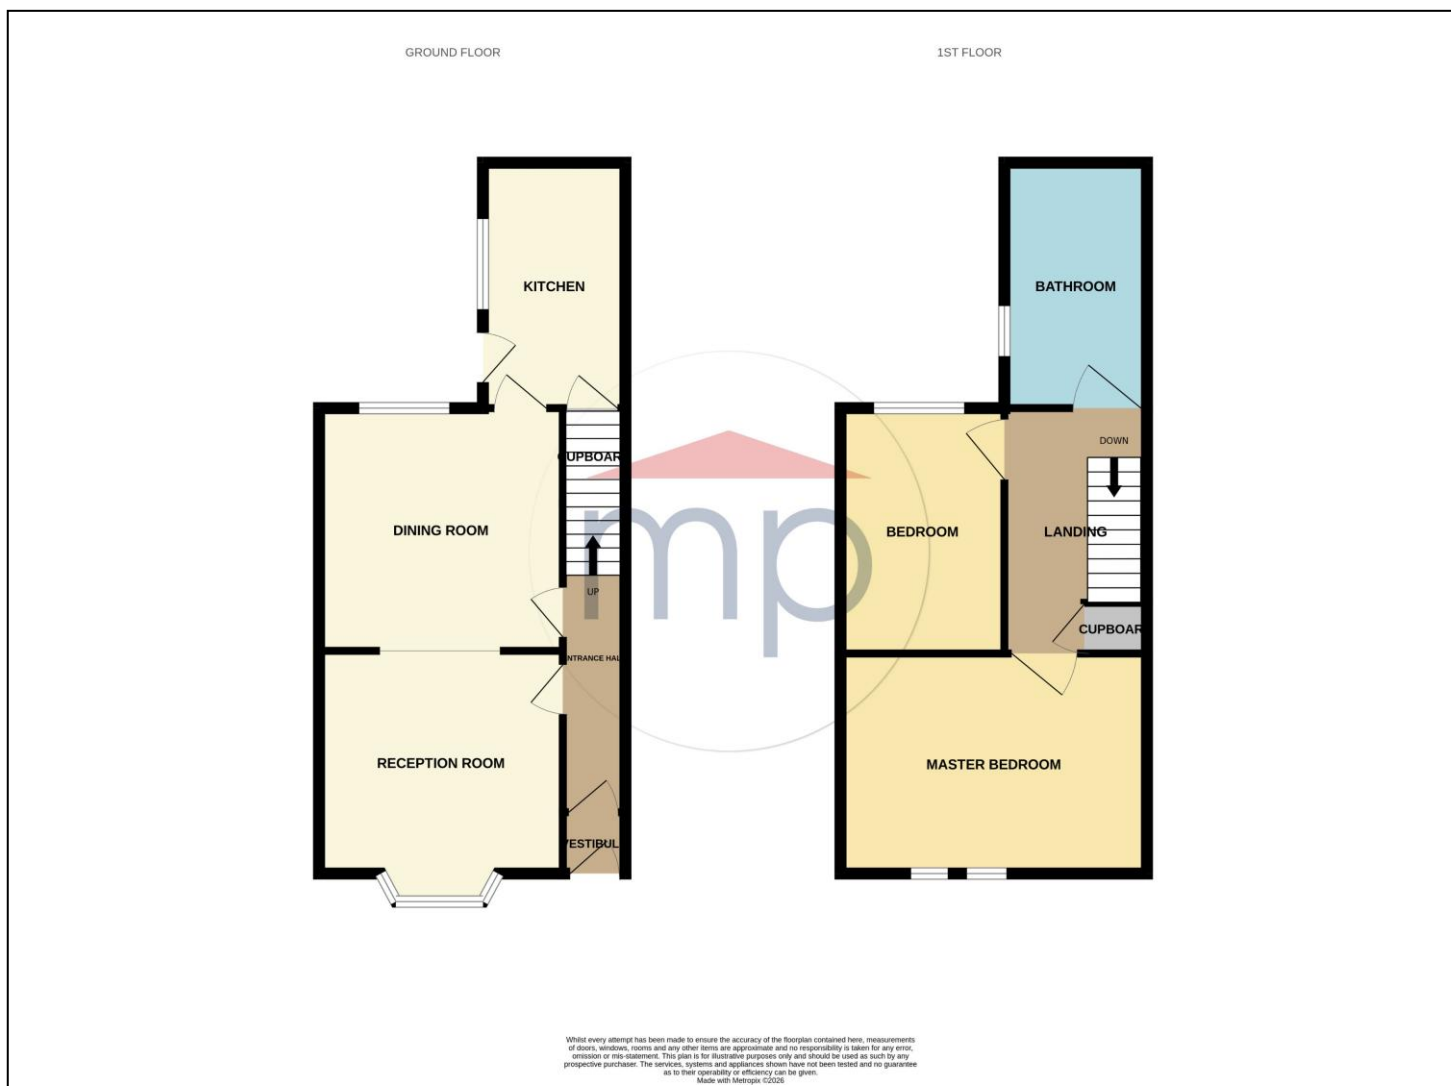 GROUND FLOOR
1ST FLOOR
KITCHEN
BATHROOM
CUPBOAR
DOWN
DINING ROOM
BEDROOM
LANDING
mp
UP
CUPBOAR
NTRANCE HAL
RECEPTION ROOM
MASTER BEDROOM
VESTIBUL
Whilst every attempt has been made to ensure the accuracy of the floorplan contained here, measurements
of doors, windows, rooms and any other items are approximate and no responsibility is taken for any error,
omission or mis-statement. This plan is for illustrative purposes only and should be used as such by any
prospective purchaser. The services, systems and appliances shown have not been tested and no guarantee
as to their operability or efficiency can be given.
Made with Metropix ©2026